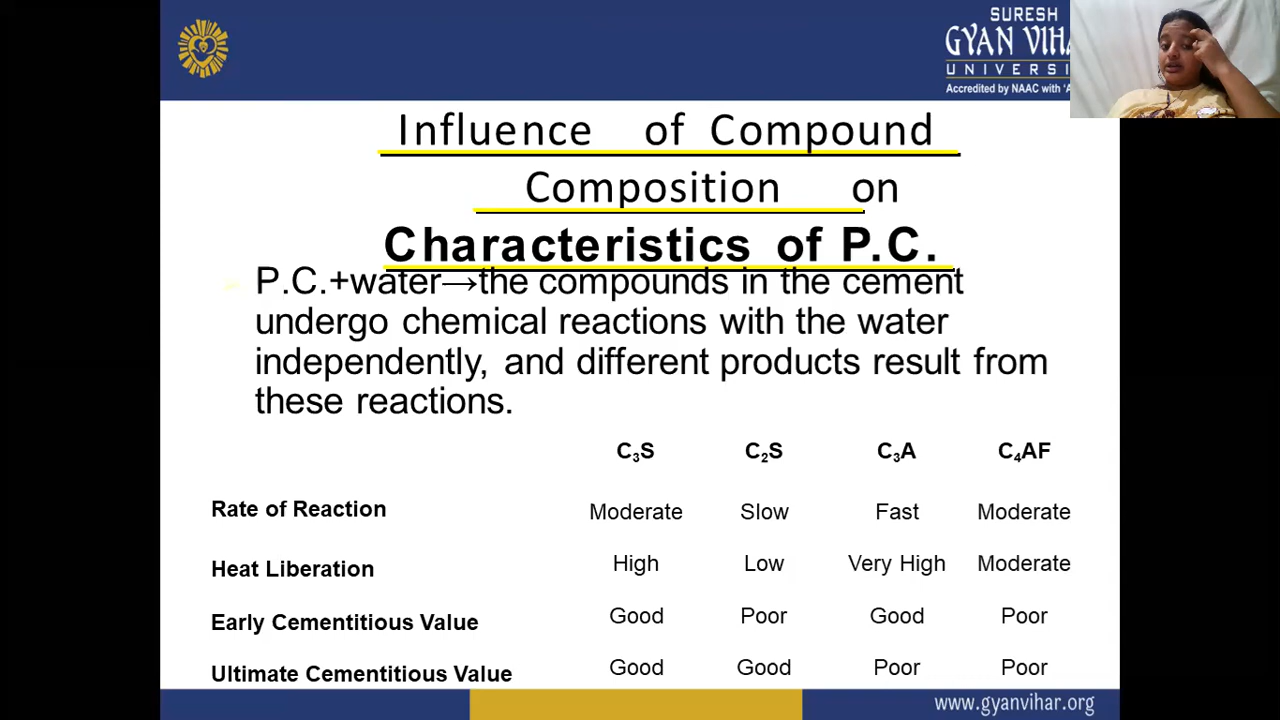 SURESH
GYAN VIHA
UNIVERSI
Accredited by NAAC with 'A
Influence of Compound
Composition on
Characteristics of P.C.
P.C.+water→the compounds in the cement
undergo chemical reactions with the water
independently, and different products result from
these reactions.
C₃S C₂S C₃A C₄AF
Rate of Reaction Moderate Slow Fast Moderate
Heat Liberation High Low Very High Moderate
Early Cementitious Value Good Poor Good Poor
Ultimate Cementitious Value Good Good Poor Poor
www.gyanvihar.org